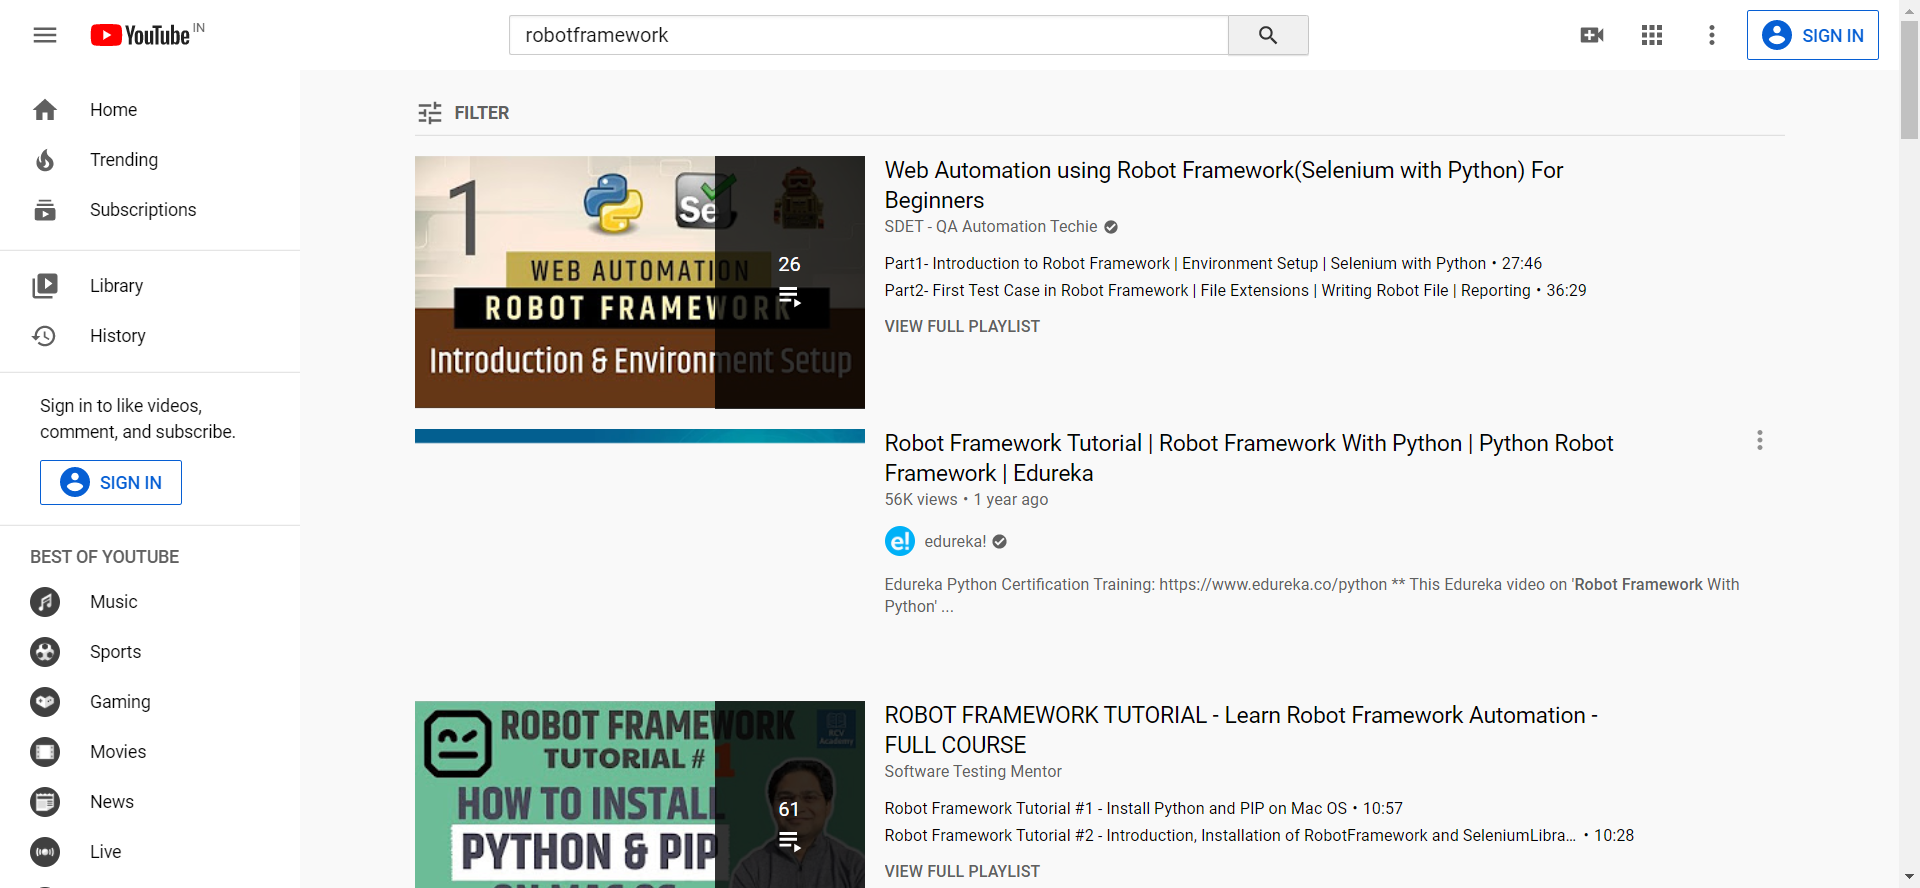 YouTube IN
robotframework
SIGN IN
Home
Trending
Subscriptions
Library
History
Sign in to like videos,
comment, and subscribe.
SIGN IN
BEST OF YOUTUBE
Music
Sports
Gaming
Movies
News
Live
FILTER
1
Se
WEB AUTOMATION
ROBOT FRAMEWORK
Introduction & Environment Setup
26
Web Automation using Robot Framework(Selenium with Python) For
Beginners
SDET - QA Automation Techie
Part1- Introduction to Robot Framework | Environment Setup | Selenium with Python • 27:46
Part2- First Test Case in Robot Framework | File Extensions | Writing Robot File | Reporting • 36:29
VIEW FULL PLAYLIST
Robot Framework Tutorial | Robot Framework With Python | Python Robot
Framework | Edureka
56K views • 1 year ago
e!
edureka!
Edureka Python Certification Training: https://www.edureka.co/python ** This Edureka video on 'Robot Framework With
Python' ...
ROBOT FRAMEWORK
TUTORIAL # 1
RCV
Academy
HOW TO INSTALL
PYTHON & PIP
ON MAC OS
61
ROBOT FRAMEWORK TUTORIAL - Learn Robot Framework Automation -
FULL COURSE
Software Testing Mentor
Robot Framework Tutorial #1 - Install Python and PIP on Mac OS • 10:57
Robot Framework Tutorial #2 - Introduction, Installation of RobotFramework and SeleniumLibra... • 10:28
VIEW FULL PLAYLIST